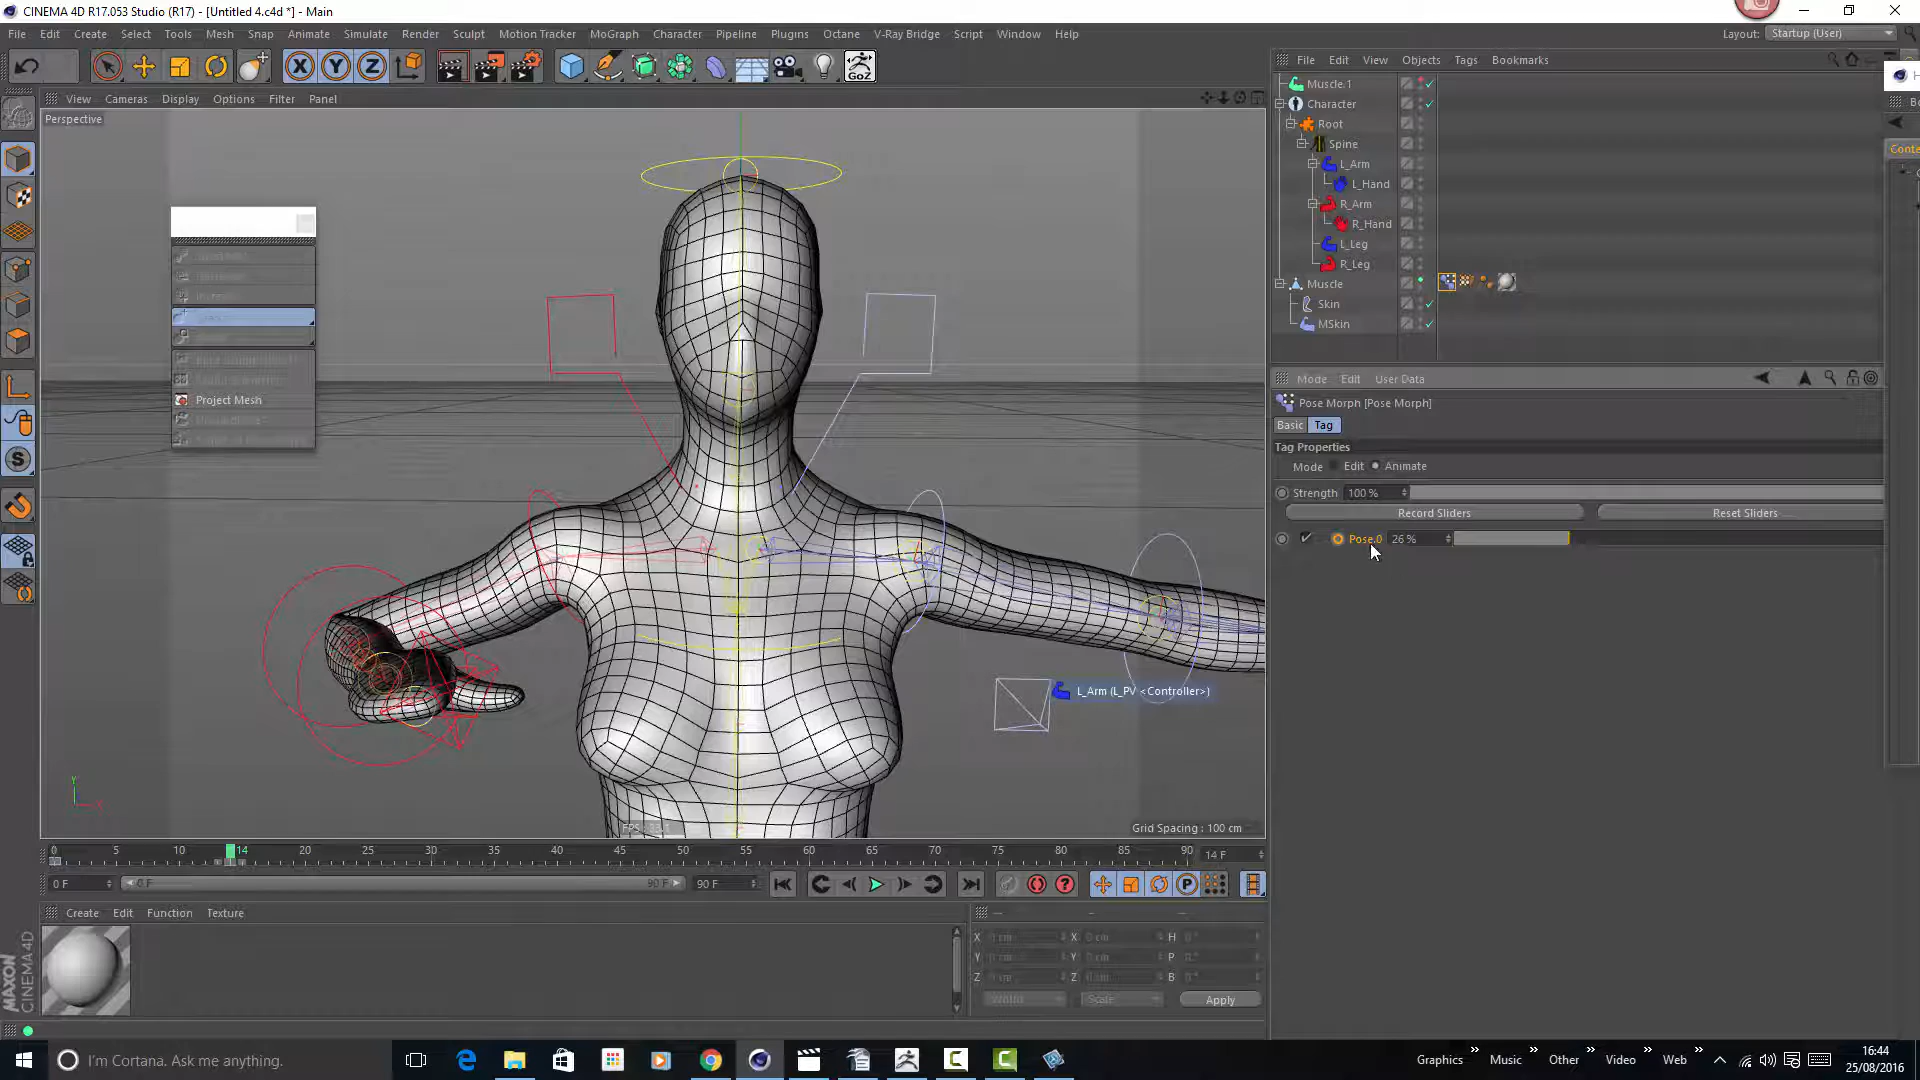 CINEMA 4D R17.053 Studio (R17) - [Untitled 4.c4d *] - Main
File Edit Create Select Tools Mesh Snap Animate Simulate Render Sculpt Motion Tracker MoGraph Character Pipeline Plugins Octane V-Ray Bridge Script Window Help
Layout: Startup (User)
GoZ
File Edit View Objects Tags Bookmarks
View Cameras Display Options Filter Panel
Perspective
Muscle.1
Character
Root
Spine
L_Arm
L_Hand
R_Arm
R_Hand
L_Leg
R_Leg
Muscle
Skin
MSkin
Conte
Mode Edit User Data
Pose Morph [Pose Morph]
Basic Tag
Tag Properties
Mode Edit Animate
Strength 100 %
Record Sliders Reset Sliders ...
Pose.0 26 %
Project Mesh
L_Arm (L_PV <Controller>)
Y
X
Grid Spacing : 100 cm
0 5 10 14 20 25 30 35 40 45 50 55 60 65 70 75 80 85 90 14 F
0 F 0 F 90 F 90 F
Create Edit Function Texture
X 0 cm X 0 cm H 0°
Y 0 cm Y 0 cm P 0°
Z 0 cm Z 0 cm B 0°
World Scale Apply
MAXON CINEMA 4D
I'm Cortana. Ask me anything.
Graphics Music Other Video Web
16:44
25/08/2016